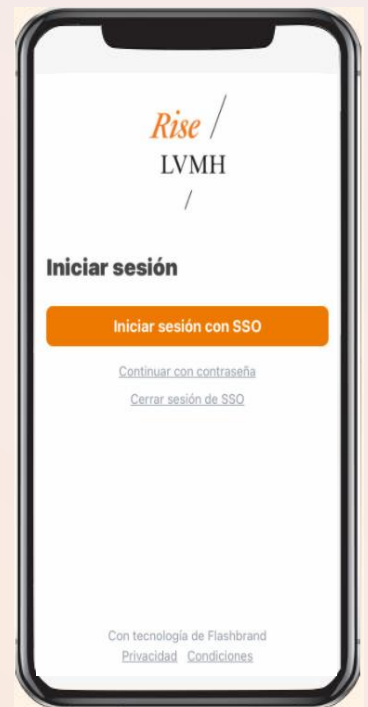 Rise /
LVMH
/
Iniciar sesión
Iniciar sesión con SSO
Continuar con contraseña
Cerrar sesión de SSO
Con tecnología de Flashbrand
Privacidad Condiciones